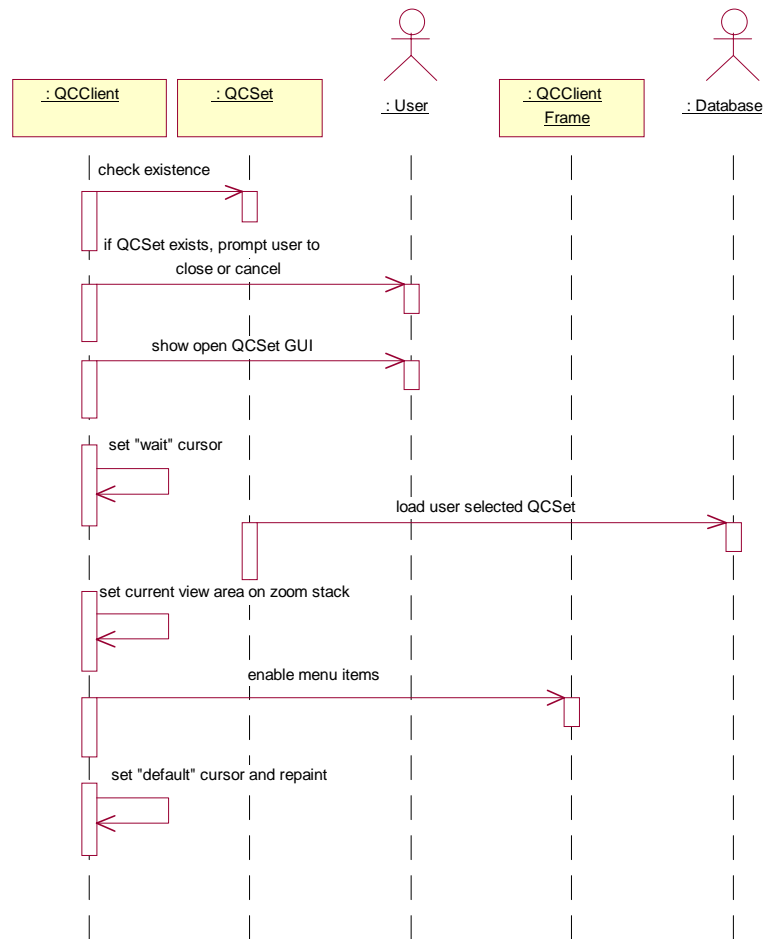 : QCClient
: QCSet
: User
: QCClient
Frame
: Database
check existence
if QCSet exists, prompt user to
close or cancel
show open QCSet GUI
set "wait" cursor
load user selected QCSet
set current view area on zoom stack
enable menu items
set "default" cursor and repaint